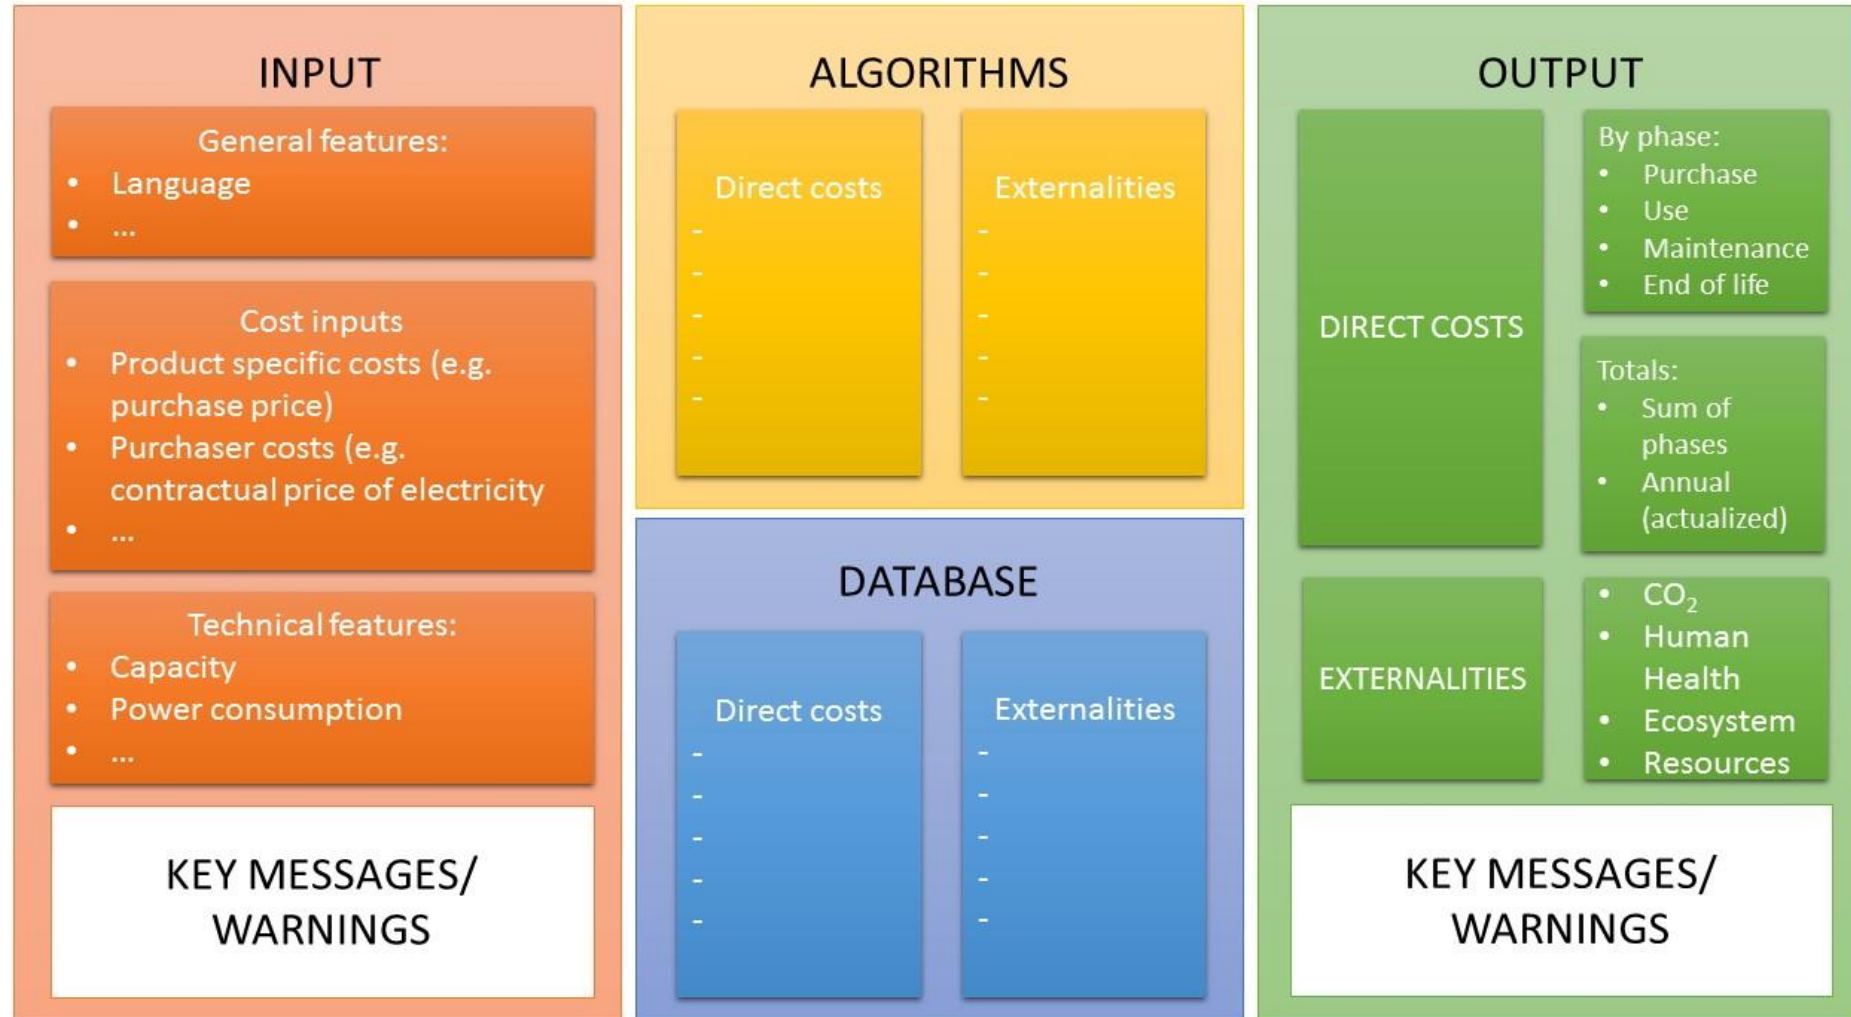 INPUT
General features:
• Language
• ...
Cost inputs
• Product specific costs (e.g.
purchase price)
• Purchaser costs (e.g.
contractual price of electricity
• ...
Technical features:
• Capacity
• Power consumption
• ...
KEY MESSAGES/
WARNINGS
ALGORITHMS
Direct costs
-
-
-
-
-
Externalities
-
-
-
-
-
DATABASE
Direct costs
-
-
-
-
-
Externalities
-
-
-
-
-
OUTPUT
DIRECT COSTS
By phase:
• Purchase
• Use
• Maintenance
• End of life
Totals:
• Sum of
phases
• Annual
(actualized)
EXTERNALITIES
• CO₂
• Human
Health
• Ecosystem
• Resources
KEY MESSAGES/
WARNINGS